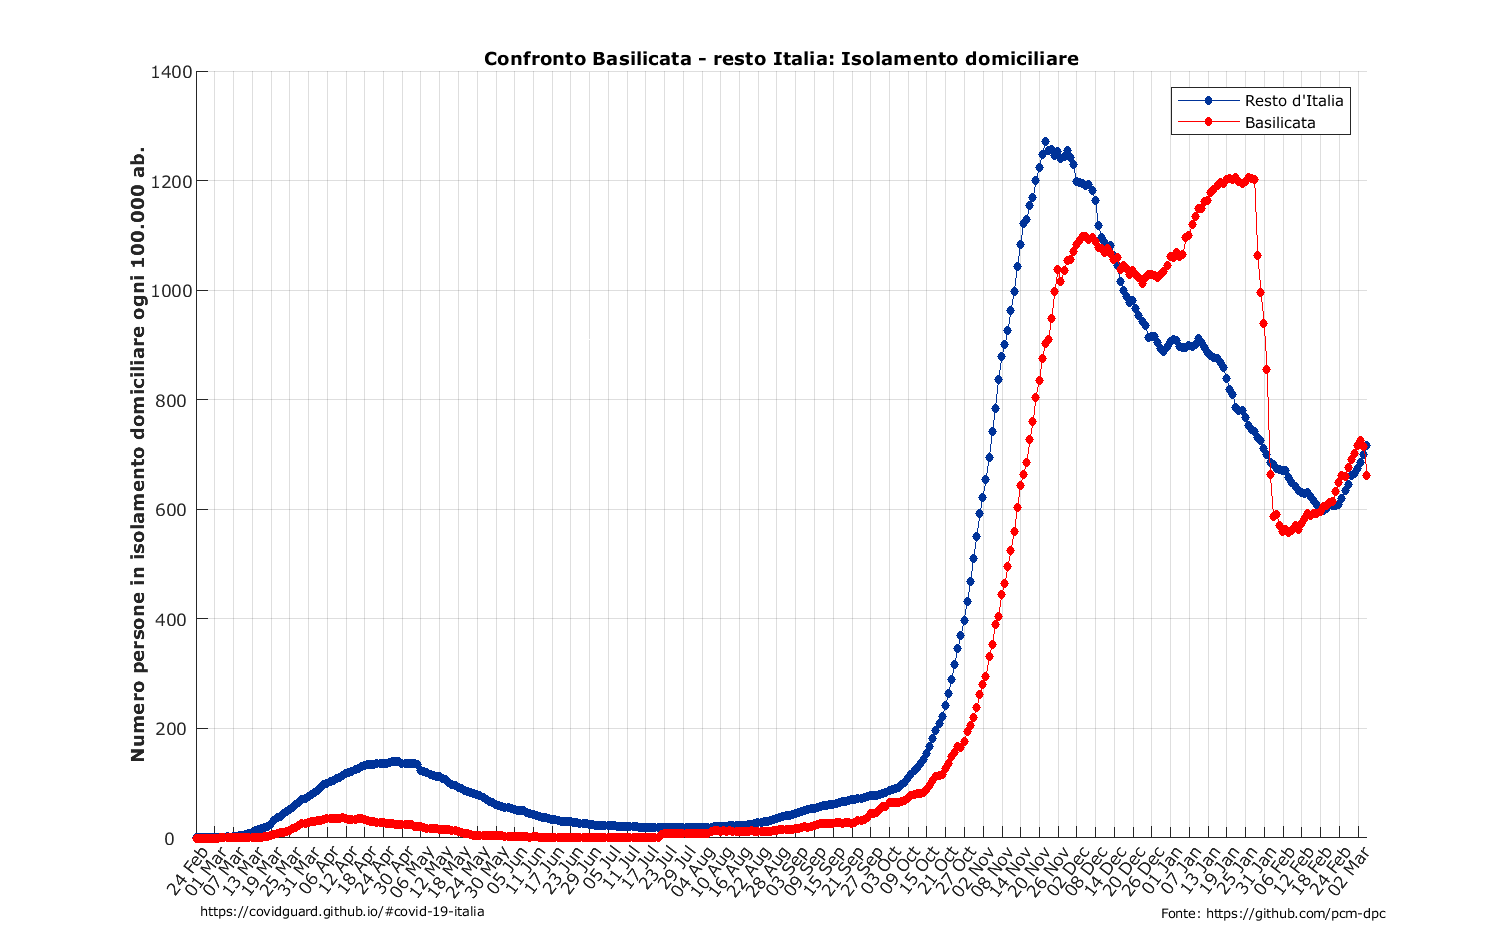 Confronto Basilicata - resto Italia: Isolamento domiciliare
Numero persone in isolamento domiciliare ogni 100.000 ab.
1400
1200
1000
800
600
400
200
0
Resto d'Italia
Basilicata
24 Feb
01 Mar
07 Mar
13 Mar
19 Mar
25 Mar
31 Mar
06 Apr
12 Apr
18 Apr
24 Apr
30 Apr
06 May
12 May
18 May
24 May
30 May
05 Jun
11 Jun
17 Jun
23 Jun
29 Jun
05 Jul
11 Jul
17 Jul
23 Jul
29 Jul
04 Aug
10 Aug
16 Aug
22 Aug
28 Aug
03 Sep
09 Sep
15 Sep
21 Sep
27 Sep
03 Oct
09 Oct
15 Oct
21 Oct
27 Oct
02 Nov
08 Nov
14 Nov
20 Nov
26 Nov
02 Dec
08 Dec
14 Dec
20 Dec
26 Dec
01 Jan
07 Jan
13 Jan
19 Jan
25 Jan
31 Jan
06 Feb
12 Feb
18 Feb
24 Feb
02 Mar
https://covidguard.github.io/#covid-19-italia
Fonte: https://github.com/pcm-dpc